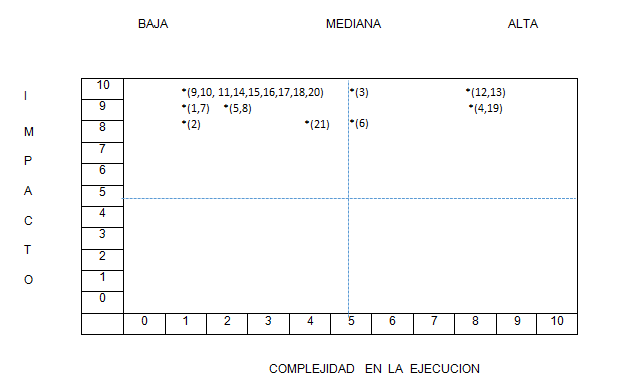 BAJA MEDIANA ALTA
I
M
P
A
C
T
O
10 *(9,10, 11,14,15,16,17,18,20) *(3) *(12,13)
9 *(1,7) *(5,8) *(4,19)
8 *(2) *(21) *(6)
7
6
5
4
3
2
1
0
0 1 2 3 4 5 6 7 8 9 10
COMPLEJIDAD EN LA EJECUCION